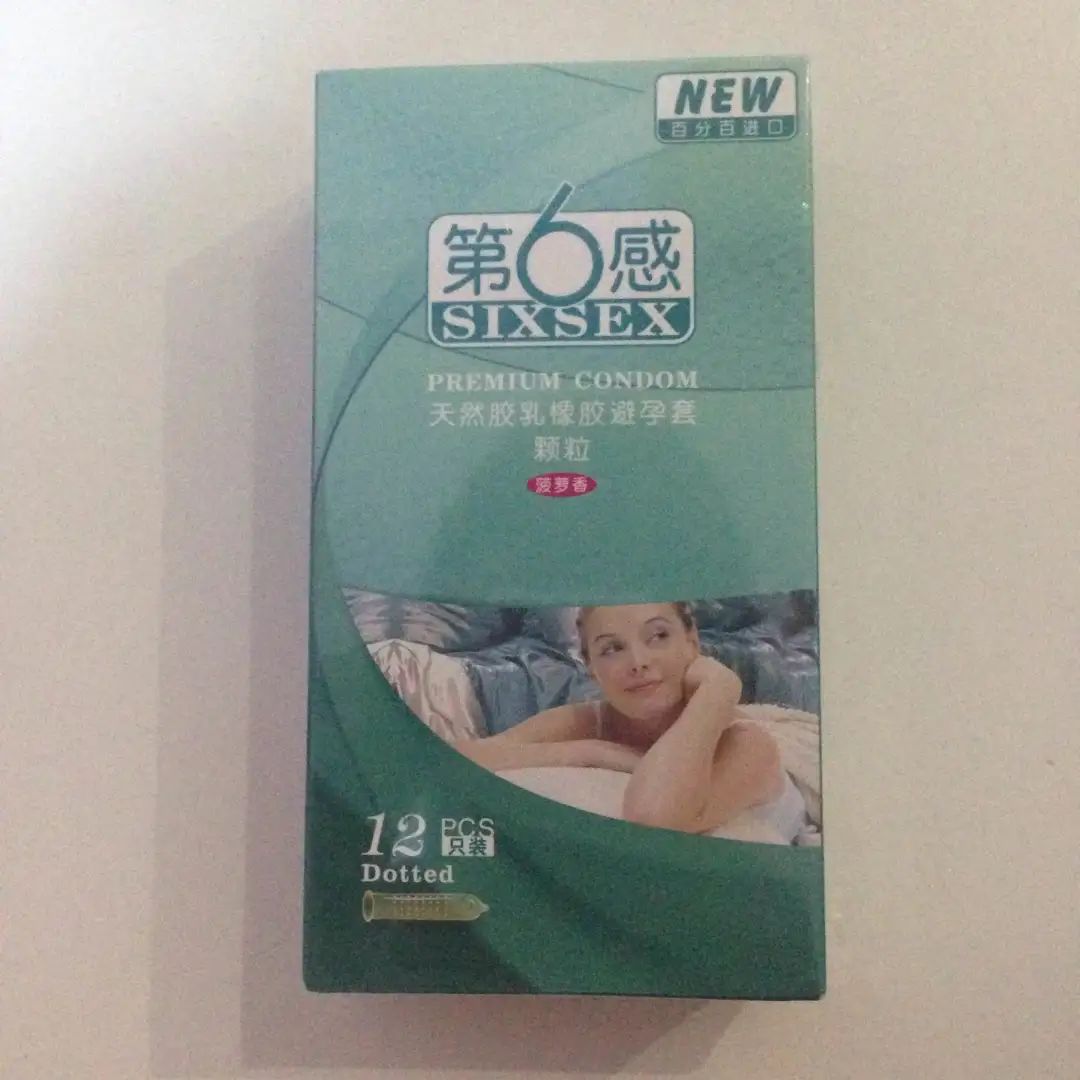 NEW
百分百进口
第6感
SIXSEX
PREMIUM CONDOM
天然胶乳橡胶避孕套
颗粒
菠萝香
12 PCS
只装
Dotted